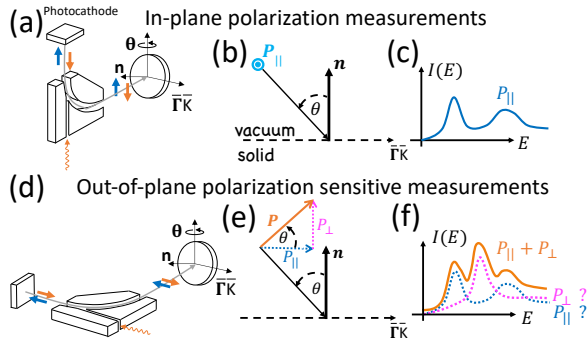 In-plane polarization measurements
(a)
Photocathode
θ
n
Γ̅K̅
(b)
P∥
n
θ
vacuum
solid
Γ̅K̅
(c)
I(E)
P∥
E
Out-of-plane polarization sensitive measurements
(d)
θ
n
Γ̅K̅
(e)
P
P⊥
θ
P∥
n
θ
Γ̅K̅
(f)
I(E)
P∥ + P⊥
P⊥ ?
P∥ ?
E